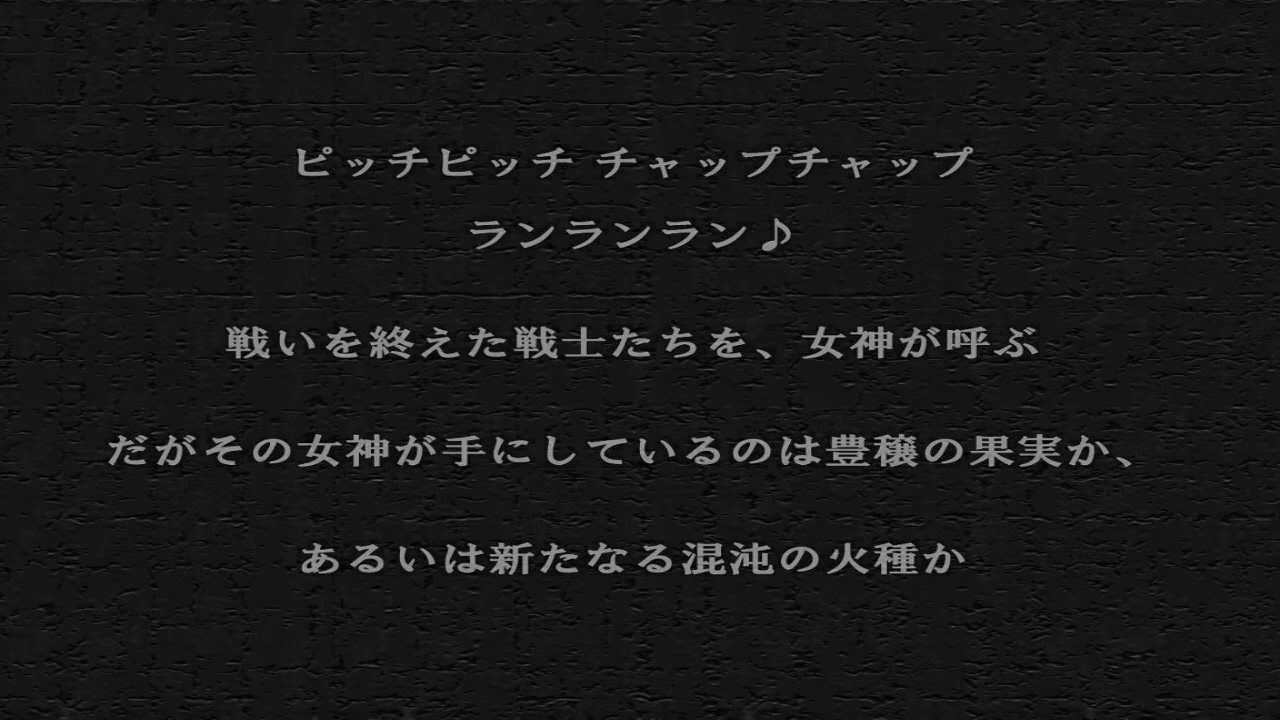 ピッチピッチ チャップチャップ
ランランラン♪
戦いを終えた戦士たちを、女神が呼ぶ
だがその女神が手にしているのは豊穣の果実か、
あるいは新たなる混沌の火種か